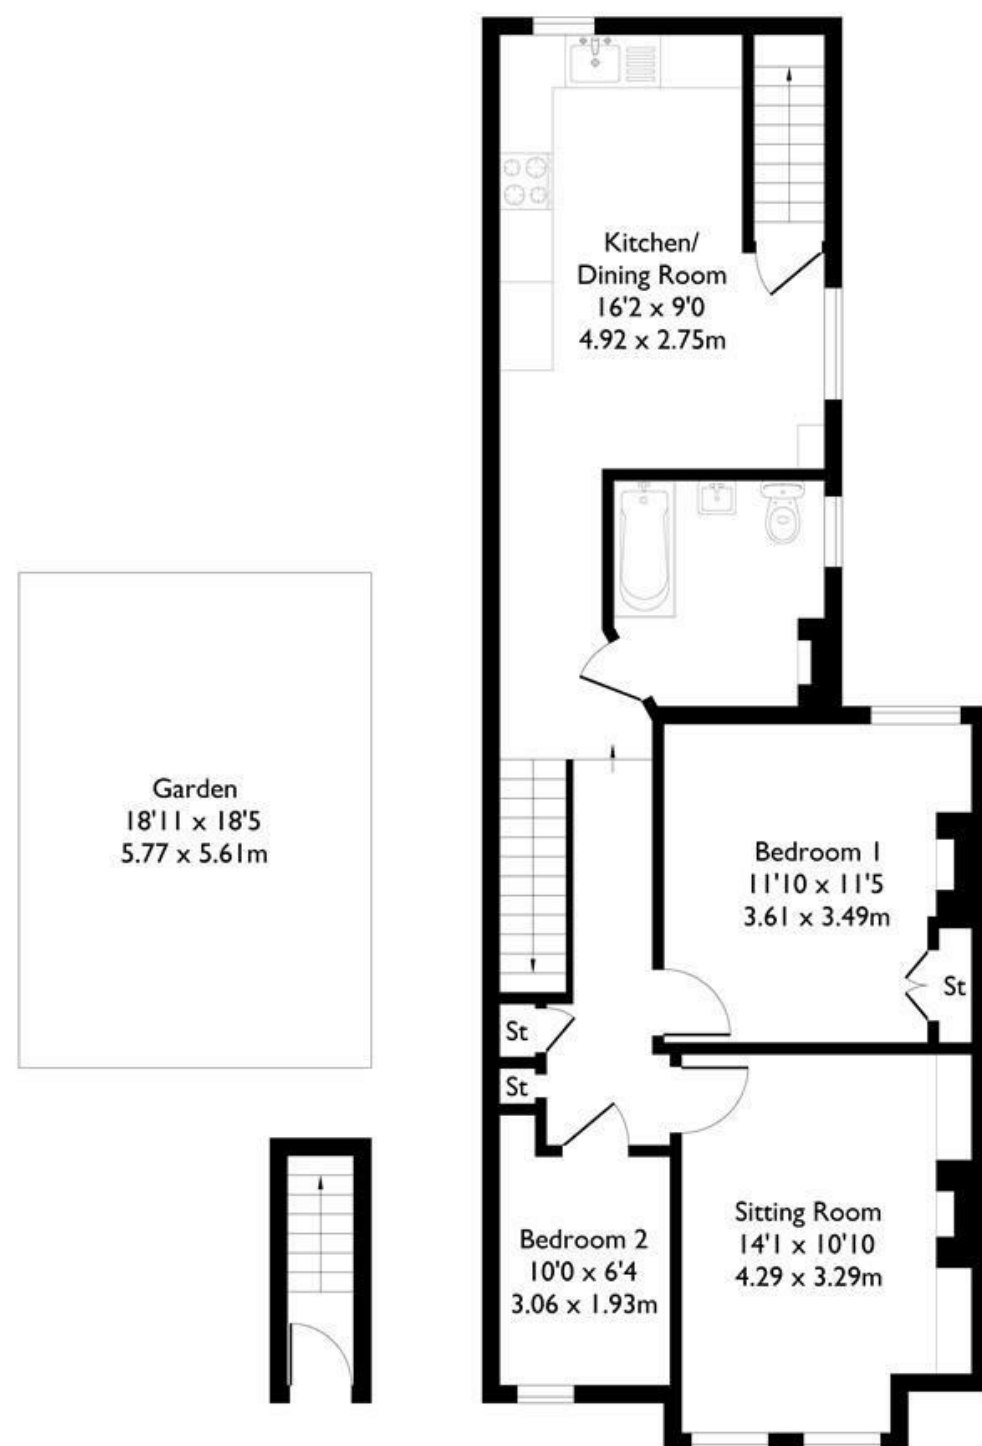 Kitchen/
Dining Room
16'2 x 9'0
4.92 x 2.75m
Garden
18'11 x 18'5
5.77 x 5.61m
Bedroom 1
11'10 x 11'5
3.61 x 3.49m
St
St
St
Bedroom 2
10'0 x 6'4
3.06 x 1.93m
Sitting Room
14'1 x 10'10
4.29 x 3.29m